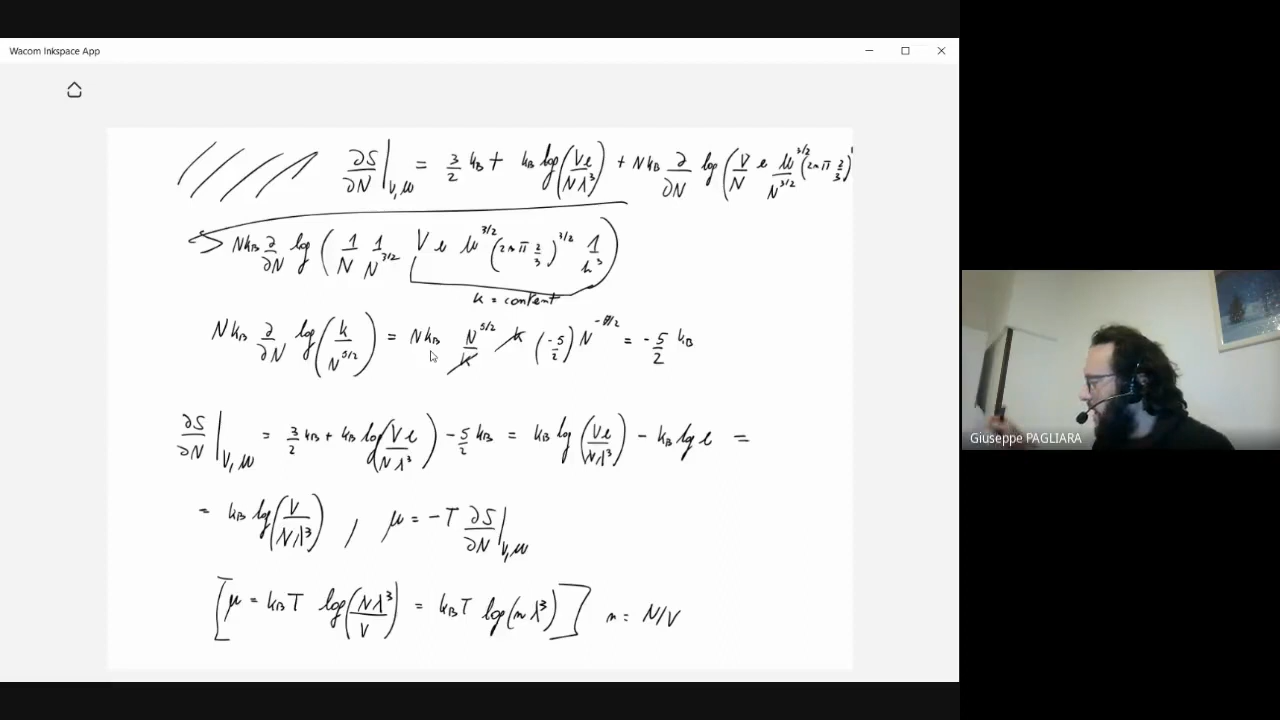 Wacom Inkspace App
∂S/∂N |V,U = 3/2 kB + kB log(Ve/Nλ³) + NkB ∂/∂N log(V/N e U^3/2/N^3/2 (2mπ 2/3)
NkB ∂/∂N log(1/N 1/N^3/2 V e U^3/2 (2mπ 2/3)^3/2 1/h³)
k = content
NkB ∂/∂N log(k/N^5/2) = NkB N^5/2/k k (-5/2) N^-7/2 = -5/2 kB
∂S/∂N |V,U = 3/2 kB + kB log(Ve/Nλ³) - 5/2 kB = kB log(Ve/Nλ³) - kB log e =
= kB log(V/Nλ³) , μ = -T ∂S/∂N |V,U
[μ = kBT log(Nλ³/V) = kBT log(nλ³)] n = N/V
Giuseppe PAGLIARA